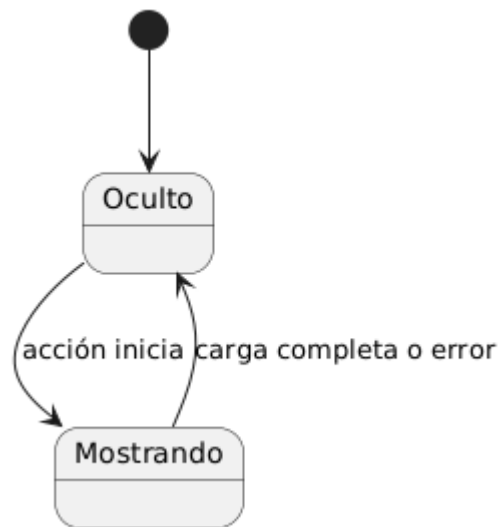 Oculto
acción inicia
carga completa o error
Mostrando